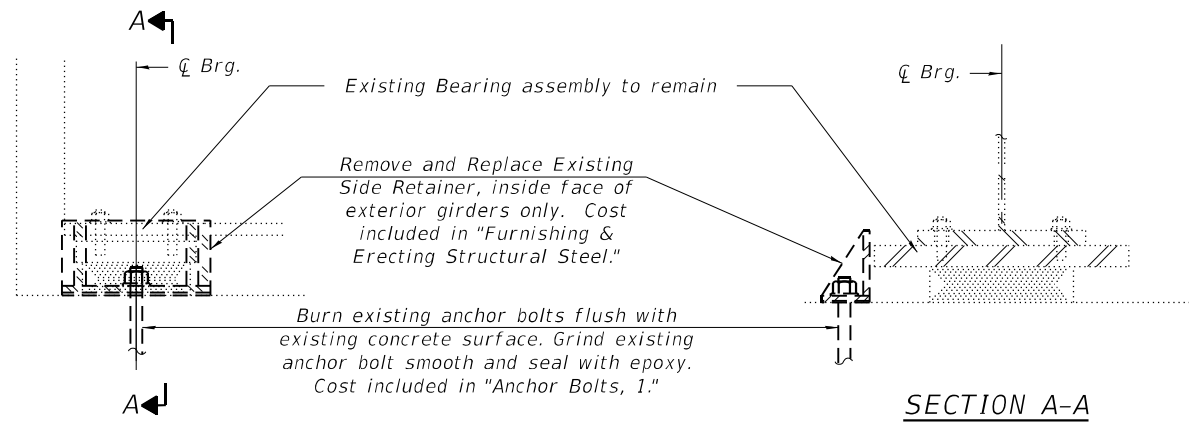 A
℄ Brg.
℄ Brg.
Existing Bearing assembly to remain
Remove and Replace Existing
Side Retainer, inside face of
exterior girders only. Cost
included in "Furnishing &
Erecting Structural Steel."
Burn existing anchor bolts flush with
existing concrete surface. Grind existing
anchor bolt smooth and seal with epoxy.
Cost included in "Anchor Bolts, 1."
A
SECTION A-A